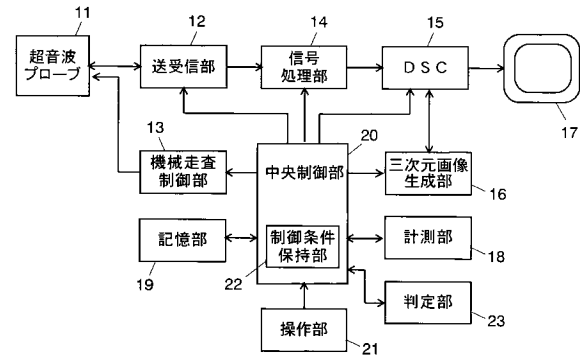 11
12
14
15
超音波
プローブ
送受信部
信号
処理部
DSC
17
13
20
機械走査
制御部
中央制御部
三次元画像
生成部
16
記憶部
19
制御条件
保持部
22
計測部
18
判定部
23
操作部
21